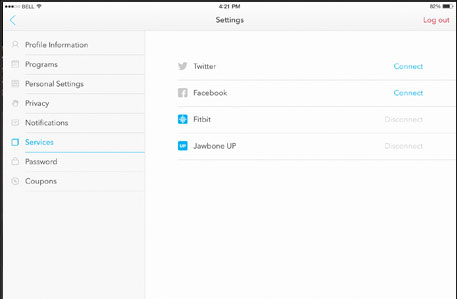 BELL 4:21 PM 82%
Settings Log out
Profile Information
Programs
Personal Settings
Privacy
Notifications
Services
Password
Coupons
Twitter Connect
Facebook Connect
Fitbit Disconnect
UP Jawbone UP Disconnect